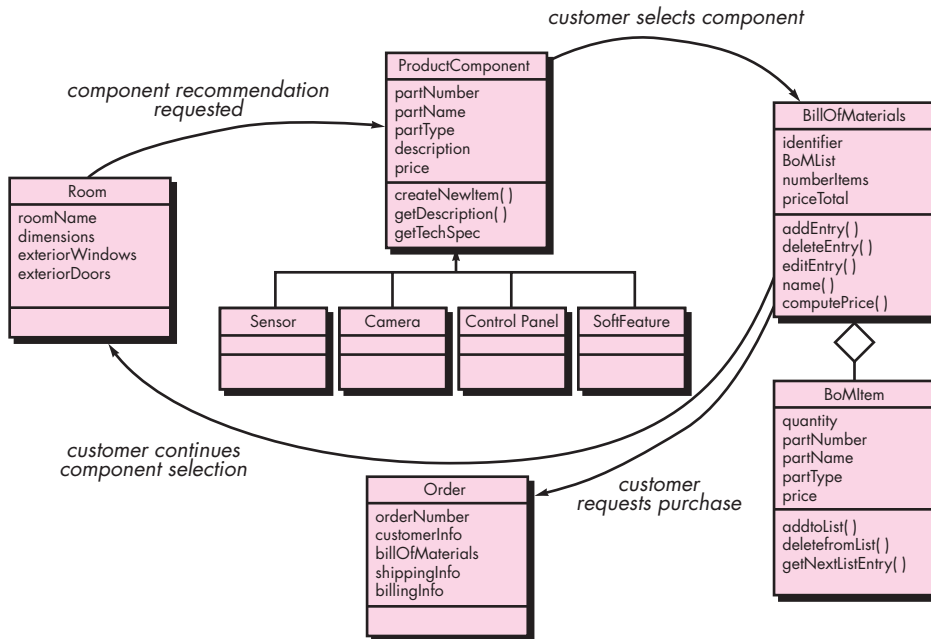 customer selects component
component recommendation
requested
ProductComponent
partNumber
partName
partType
description
price
createNewItem( )
getDescription( )
getTechSpec
BillOfMaterials
identifier
BoMList
numberItems
priceTotal
addEntry( )
deleteEntry( )
editEntry( )
name( )
computePrice( )
Room
roomName
dimensions
exteriorWindows
exteriorDoors
Sensor
Camera
Control Panel
SoftFeature
BoMItem
quantity
partNumber
partName
partType
price
addtoList( )
deletefromList( )
getNextListEntry( )
customer continues
component selection
customer
requests purchase
Order
orderNumber
customerInfo
billOfMaterials
shippingInfo
billingInfo